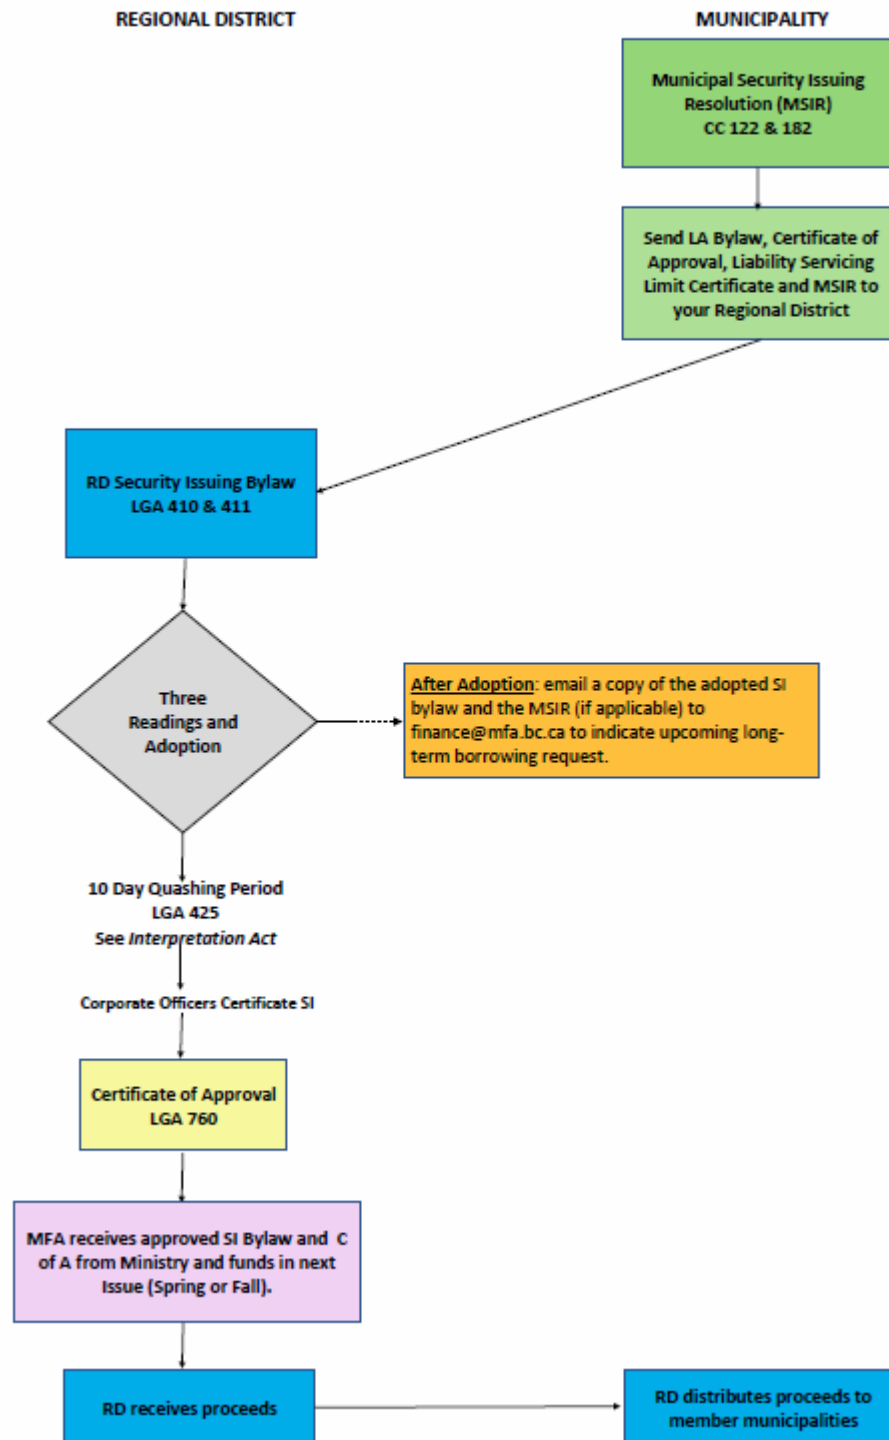 REGIONAL DISTRICT
MUNICIPALITY
Municipal Security Issuing
Resolution (MSIR)
CC 122 & 182
Send LA Bylaw, Certificate of
Approval, Liability Servicing
Limit Certificate and MSIR to
your Regional District
RD Security Issuing Bylaw
LGA 410 & 411
Three
Readings and
Adoption
After Adoption: email a copy of the adopted SI
bylaw and the MSIR (if applicable) to
finance@mfa.bc.ca to indicate upcoming long-
term borrowing request.
10 Day Quashing Period
LGA 425
See Interpretation Act
Corporate Officers Certificate SI
Certificate of Approval
LGA 760
MFA receives approved SI Bylaw and C
of A from Ministry and funds in next
Issue (Spring or Fall).
RD receives proceeds
RD distributes proceeds to
member municipalities